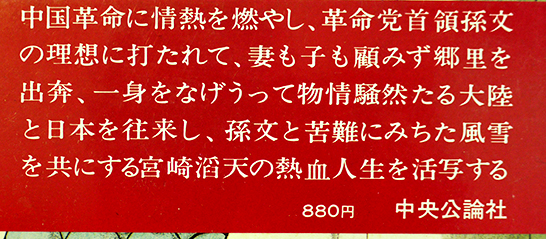 中国革命に情熱を燃やし、革命党首領孫文
の理想に打たれて、妻も子も顧みず郷里を
出奔、一身をなげうって物情騒然たる大陸
と日本を往来し、孫文と苦難にみちた風雪
を共にする宮崎滔天の熱血人生を活写する
880円 中央公論社